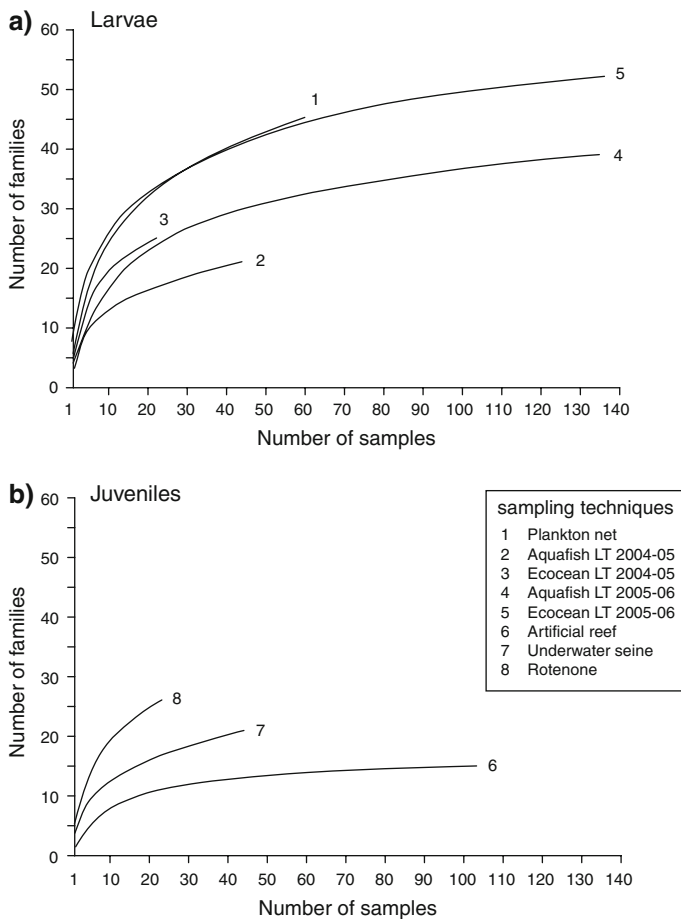 a) Larvae
60
50
40
30
20
10
0
Number of families
1
2
3
4
5
1 10 20 30 40 50 60 70 80 90 100 110 120 130 140
Number of samples
b) Juveniles
60
50
40
30
20
10
0
Number of families
8
7
6
1 10 20 30 40 50 60 70 80 90 100 110 120 130 140
Number of samples
sampling techniques
1 Plankton net
2 Aquafish LT 2004-05
3 Ecocean LT 2004-05
4 Aquafish LT 2005-06
5 Ecocean LT 2005-06
6 Artificial reef
7 Underwater seine
8 Rotenone